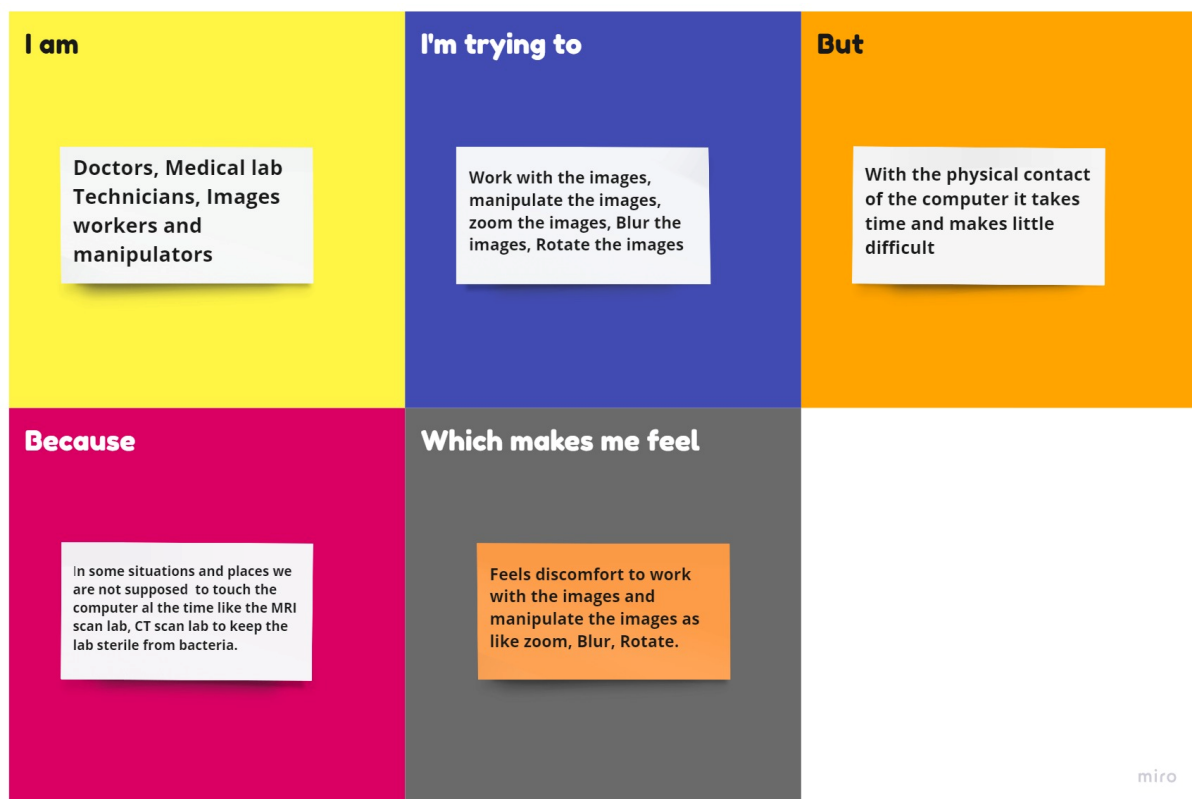 I am
Doctors, Medical lab
Technicians, Images
workers and
manipulators
I'm trying to
Work with the images,
manipulate the images,
zoom the images, Blur the
images, Rotate the images
But
With the physical contact
of the computer it takes
time and makes little
difficult
Because
In some situations and places we
are not supposed  to touch the
computer al the time like the MRI
scan lab, CT scan lab to keep the
lab sterile from bacteria.
Which makes me feel
Feels discomfort to work
with the images and
manipulate the images as
like zoom, Blur, Rotate.
miro